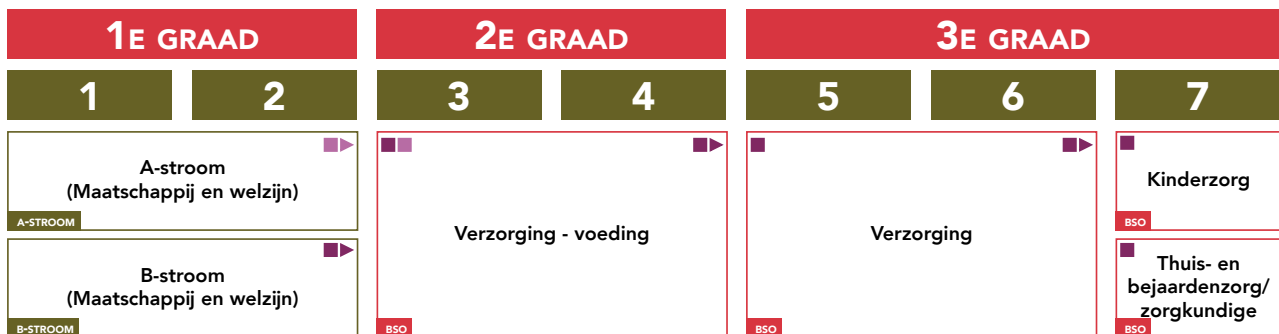 1E GRAAD
2E GRAAD
3E GRAAD
1
2
3
4
5
6
7
A-stroom
(Maatschappij en welzijn)
A-STROOM
B-stroom
(Maatschappij en welzijn)
B-STROOM
Verzorging - voeding
BSO
Verzorging
BSO
Kinderzorg
BSO
Thuis- en
bejaardenzorg/
zorgkundige
BSO